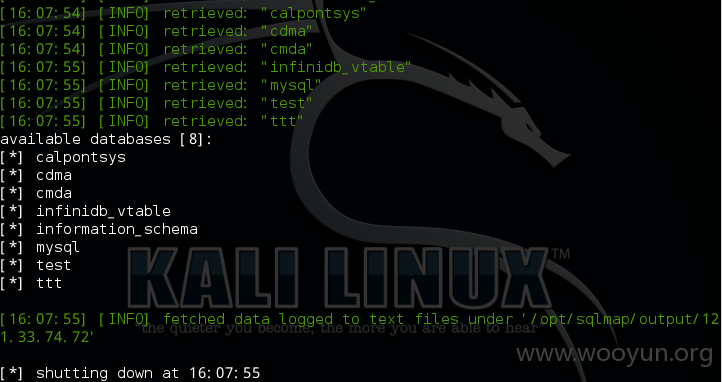 [16:07:54] [INFO] retrieved: "calpontsys"
[16:07:54] [INFO] retrieved: "cdma"
[16:07:54] [INFO] retrieved: "cmda"
[16:07:55] [INFO] retrieved: "infinidb_vtable"
[16:07:55] [INFO] retrieved: "mysql"
[16:07:55] [INFO] retrieved: "test"
[16:07:55] [INFO] retrieved: "ttt"
available databases [8]:
[*] calpontsys
[*] cdma
[*] cmda
[*] infinidb_vtable
[*] information_schema
[*] mysql
[*] test
[*] ttt
KALI LINUX™
[16:07:55] [INFO] fetched data logged to text files under '/opt/sqlmap/output/12
"the quieter you become, the more you are able to hear"
1.33.74.72'
www.wooyun.org
[*] shutting down at 16:07:55